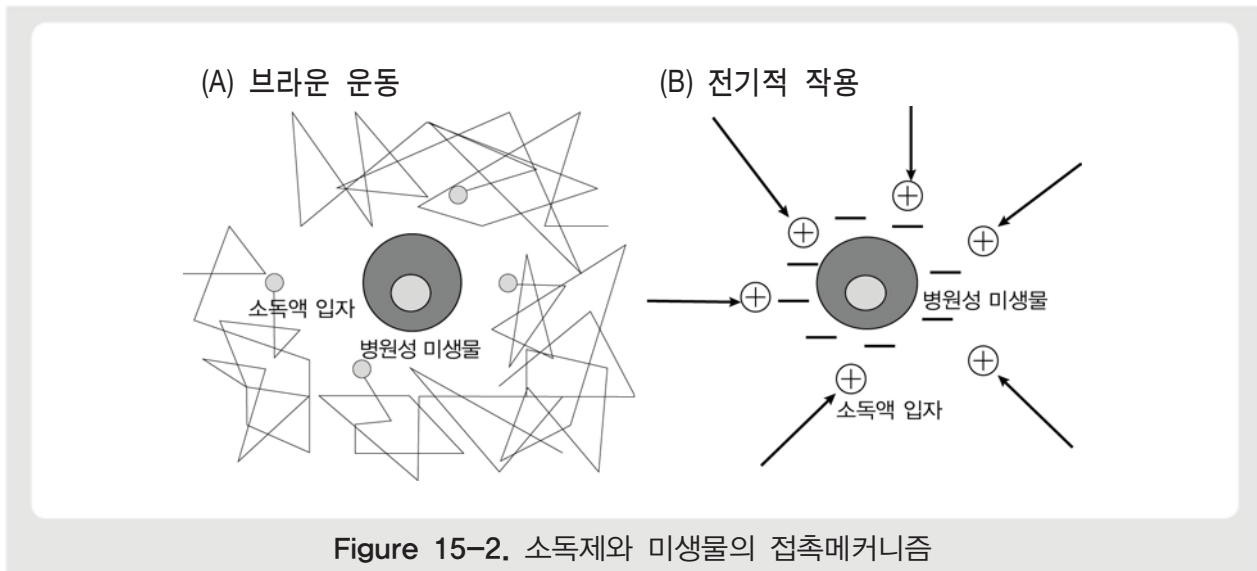 (A) 브라운 운동
(B) 전기적 작용
소독액 입자
병원성 미생물
병원성 미생물
소독액 입자
Figure 15-2. 소독제와 미생물의 접촉메커니즘